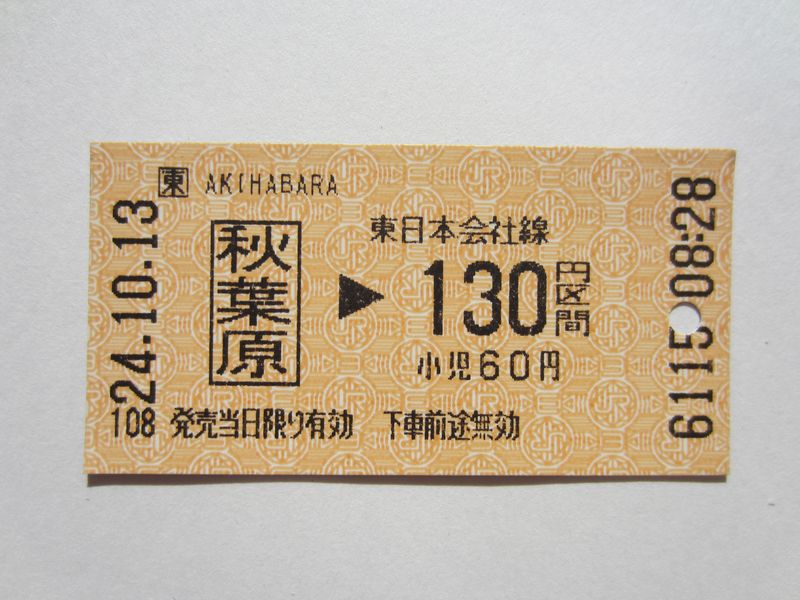 東 AKIHABARA
秋葉原
東日本会社線
▶130円区間
小児60円
24.10.13
108 発売当日限り有効 下車前途無効
6115 08:28